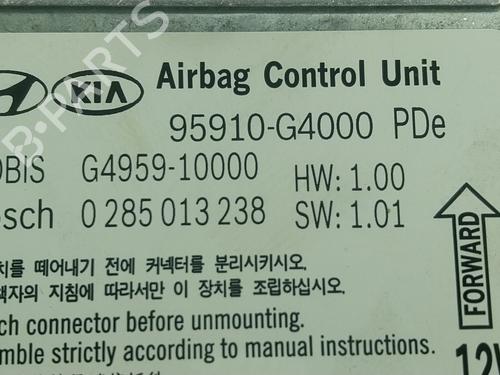 B-PARTS
KIA Airbag Control Unit
95910-G4000 PDe
OBIS G4959-10000 HW: 1.00
osch 0 285 013 238 SW: 1.01
치를 떼어내기 전에 커넥터를 분리시키시오.
책자의 지침에 따라서만 이 장치를 조립하십시오.
ch connector before unmounting.
mble strictly according to manual instructions.
FORWARD
12V